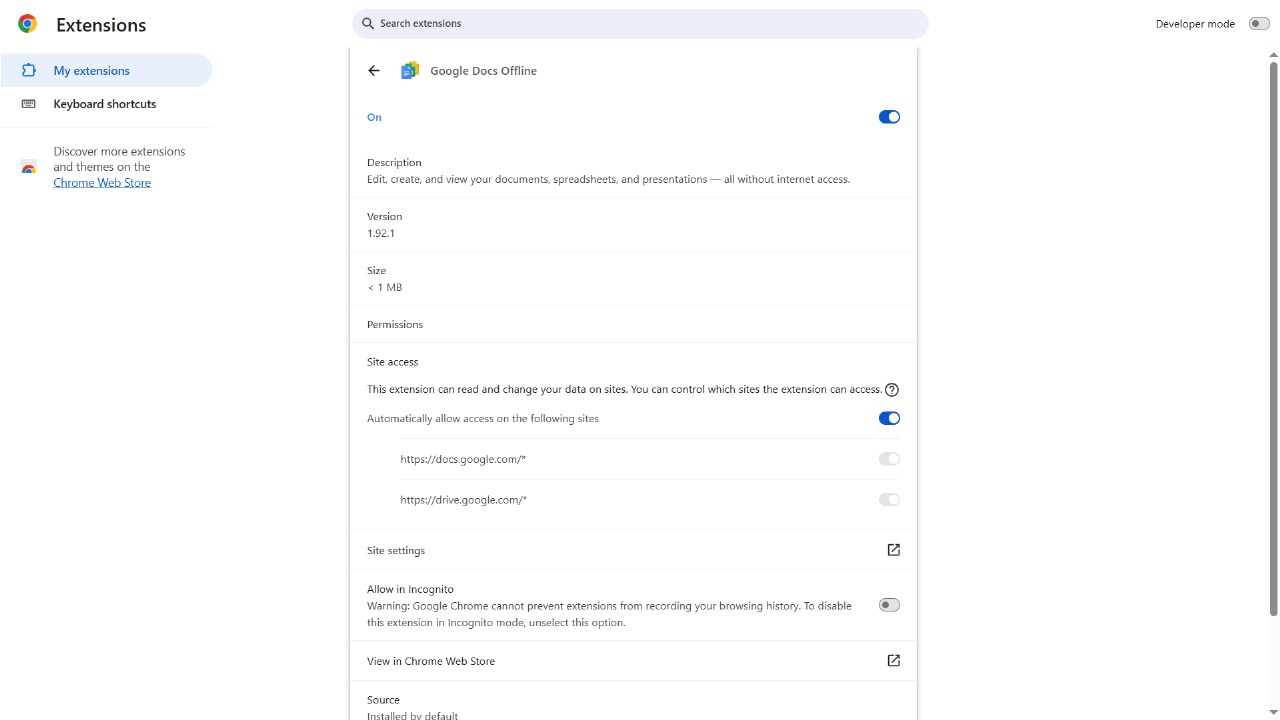 Extensions
Search extensions
Developer mode
My extensions
Keyboard shortcuts
Discover more extensions
and themes on the
Chrome Web Store
Google Docs Offline
On
Description
Edit, create, and view your documents, spreadsheets, and presentations — all without internet access.
Version
1.92.1
Size
< 1 MB
Permissions
Site access
This extension can read and change your data on sites. You can control which sites the extension can access.
Automatically allow access on the following sites
https://docs.google.com/*
https://drive.google.com/*
Site settings
Allow in Incognito
Warning: Google Chrome cannot prevent extensions from recording your browsing history. To disable
this extension in Incognito mode, unselect this option.
View in Chrome Web Store
Source
Installed by default